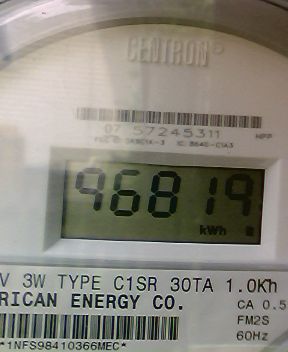 CENTRON®
07 57245311
96819
kWh
V 3W TYPE C1SR 30TA 1.0Kh
RICAN ENERGY CO.
CA 0.5
FM2S
60Hz
*1NFS98410366MEC*